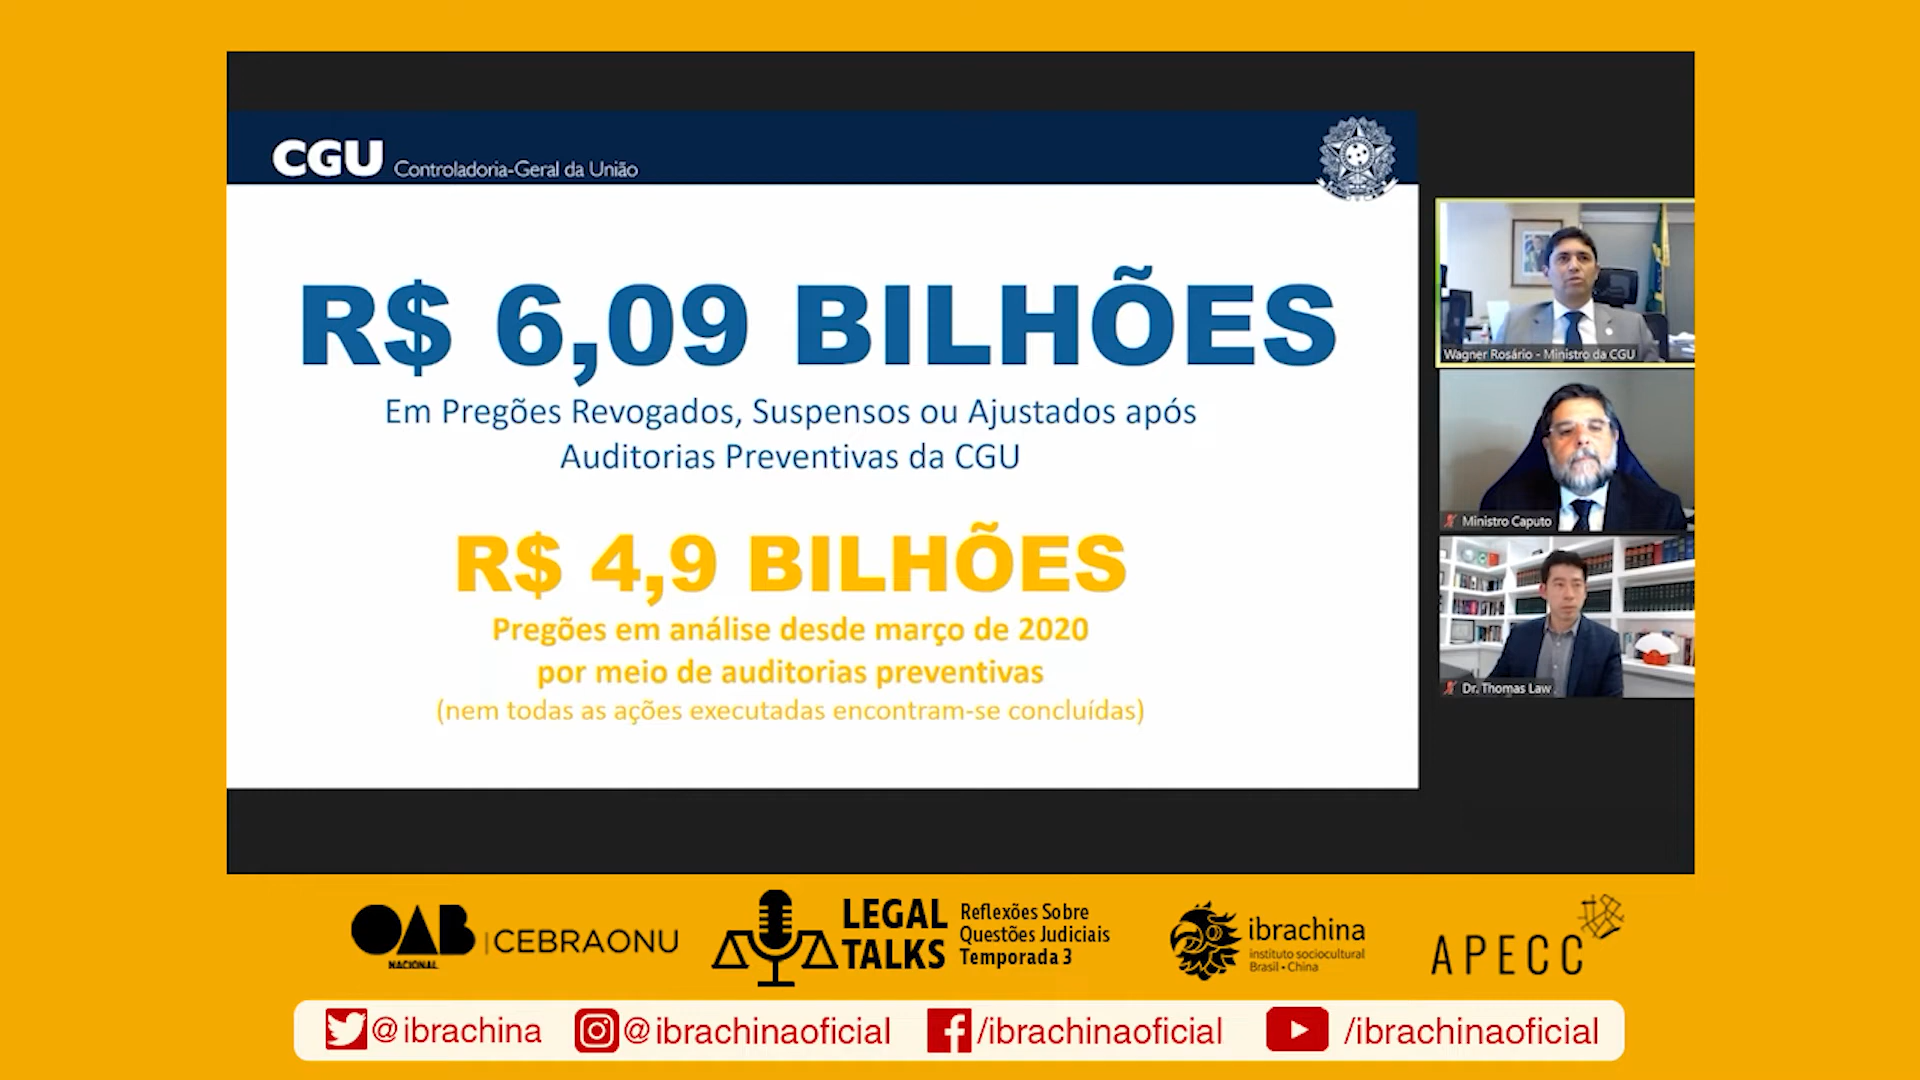 CGU Controladoria-Geral da União
R$ 6,09 BILHÕES
Em Pregões Revogados, Suspensos ou Ajustados após
Auditorias Preventivas da CGU
R$ 4,9 BILHÕES
Pregões em análise desde março de 2020
por meio de auditorias preventivas
(nem todas as ações executadas encontram-se concluídas)
Wagner Rosário - Ministro da CGU
Ministro Caputo
Dr. Thomas Law
OAB
NACIONAL
CEBRAONU
LEGAL
TALKS
Reflexões Sobre
Questões Judiciais
Temporada 3
ibrachina
instituto sociocultural
Brasil • China
APECC
@ibrachina
@ibrachinaoficial
/ibrachinaoficial
/ibrachinaoficial